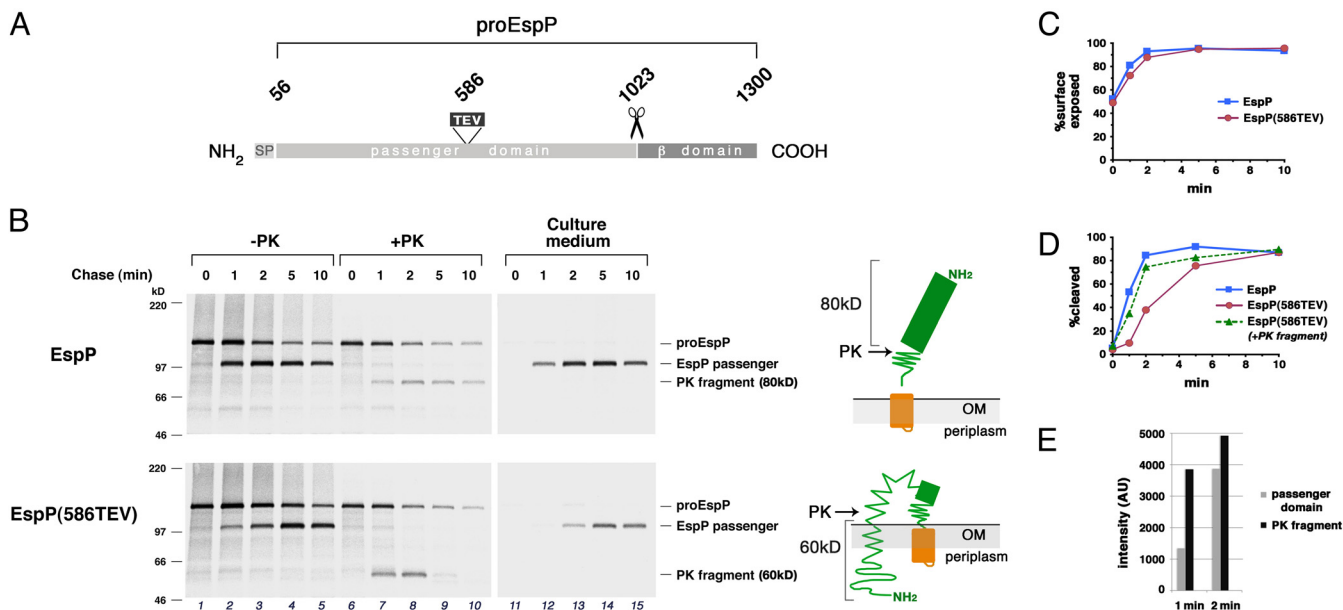 A
proEspP
56 586 1023 1300
TEV
NH2 SP passenger domain β domain COOH
B
-PK +PK Culture medium
Chase (min) 0 1 2 5 10 0 1 2 5 10 0 1 2 5 10
kD
220
97
66
46
EspP
proEspP
EspP passenger
PK fragment (80kD)
NH2
80kD
PK
OM
periplasm
220
97
66
46
EspP(586TEV)
proEspP
EspP passenger
PK fragment (60kD)
1 2 3 4 5 6 7 8 9 10 11 12 13 14 15
PK
60kD
OM
periplasm
NH2
C
%surface
exposed
100
80
60
40
20
0
0 2 4 6 8 10
min
EspP
EspP(586TEV)
D
%cleaved
100
80
60
40
20
0
0 2 4 6 8 10
min
EspP
EspP(586TEV)
EspP(586TEV)
(+PK fragment)
E
intensity (AU)
5000
4000
3000
2000
1000
0
1 min 2 min
passenger
domain
PK fragment